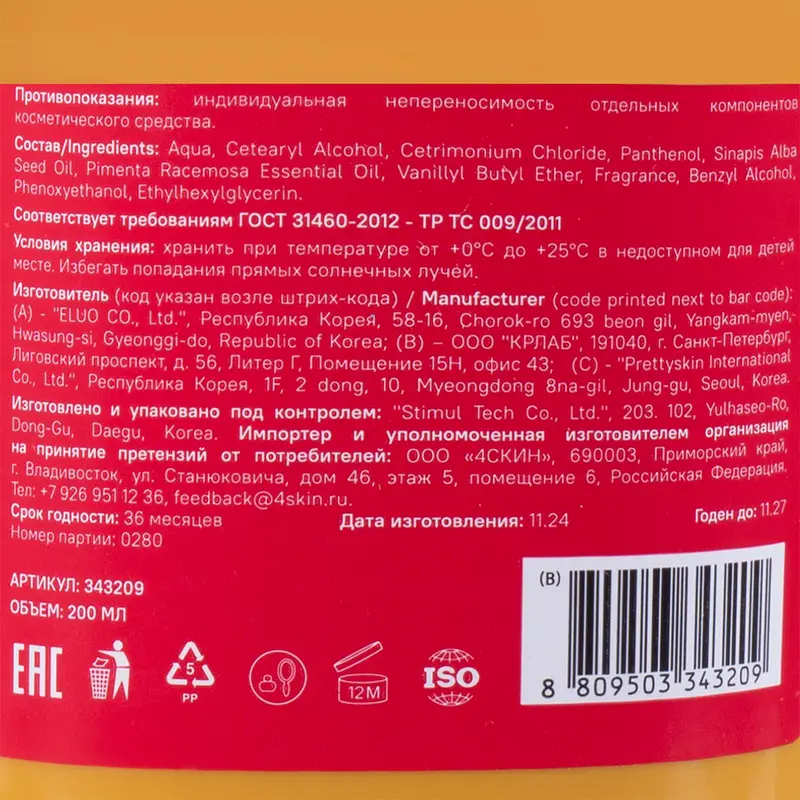 Противопоказания: индивидуальная непереносимость отдельных компонентов
косметического средства.
Состав/Ingredients: Aqua, Cetearyl Alcohol, Cetrimonium Chloride, Panthenol, Sinapis Alba
Seed Oil, Pimenta Racemosa Essential Oil, Vanillyl Butyl Ether, Fragrance, Benzyl Alcohol,
Phenoxyethanol, Ethylhexylglycerin.
Соответствует требованиям ГОСТ 31460-2012 - ТР ТС 009/2011
Условия хранения: хранить при температуре от +0°С до +25°С в недоступном для детей
месте. Избегать попадания прямых солнечных лучей.
Изготовитель (код указан возле штрих-кода) / Manufacturer (code printed next to bar code):
(A) - "ELUO CO., Ltd.", Республика Корея, 58-16, Chorok-ro 693 beon gil, Yangkam-myen,
Hwasung-si, Gyeonggi-do, Republic of Korea; (B) – ООО "КРЛАБ", 191040, г. Санкт-Петербург,
Лиговский проспект, д. 56, Литер Г, Помещение 15Н, офис 43; (C) - "Prettyskin International
Co., Ltd.", Республика Корея, 1F, 2 dong, 10, Myeongdong 8na-gil, Jung-gu, Seoul, Korea.
Изготовлено и упаковано под контролем: "Stimul Tech Co., Ltd.", 203. 102, Yulhaseo-Ro,
Dong-Gu, Daegu, Korea. Импортер и уполномоченная изготовителем организация
на принятие претензий от потребителей: ООО «4СКИН», 690003, Приморский край,
г. Владивосток, ул. Станюковича, дом 46, этаж 5, помещение 6, Российская Федерация.
Тел: +7 926 951 12 36, feedback@4skin.ru.
Срок годности: 36 месяцев Дата изготовления: 11.24 Годен до: 11.27
Номер партии: 0280
АРТИКУЛ: 343209
ОБЪЕМ: 200 МЛ
(B)
8 809503 343209
EAC
5
PP
12M
ISO